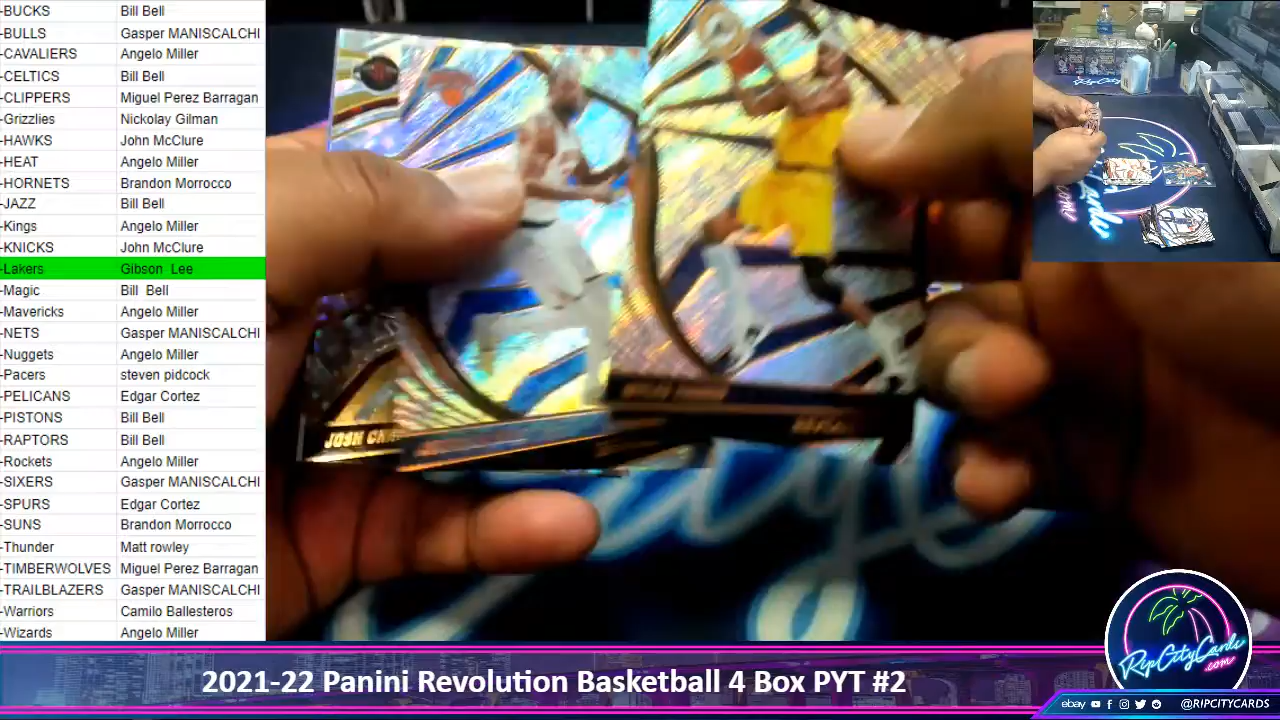 -BUCKS Bill Bell
-BULLS Gasper MANISCALCHI
-CAVALIERS Angelo Miller
-CELTICS Bill Bell
-CLIPPERS Miguel Perez Barragan
-Grizzlies Nickolay Gilman
-HAWKS John McClure
-HEAT Angelo Miller
-HORNETS Brandon Morrocco
-JAZZ Bill Bell
-Kings Angelo Miller
-KNICKS John McClure
-Lakers Gibson Lee
-Magic Bill Bell
-Mavericks Angelo Miller
-NETS Gasper MANISCALCHI
-Nuggets Angelo Miller
-Pacers steven pidcock
-PELICANS Edgar Cortez
-PISTONS Bill Bell
-RAPTORS Bill Bell
-Rockets Angelo Miller
-SIXERS Gasper MANISCALCHI
-SPURS Edgar Cortez
-SUNS Brandon Morrocco
-Thunder Matt rowley
-TIMBERWOLVES Miguel Perez Barragan
-TRAILBLAZERS Gasper MANISCALCHI
-Warriors Camilo Ballesteros
-Wizards Angelo Miller
JOSH
RipCityCards
.com
2021-22 Panini Revolution Basketball 4 Box PYT #2
ebay @RIPCITYCARDS